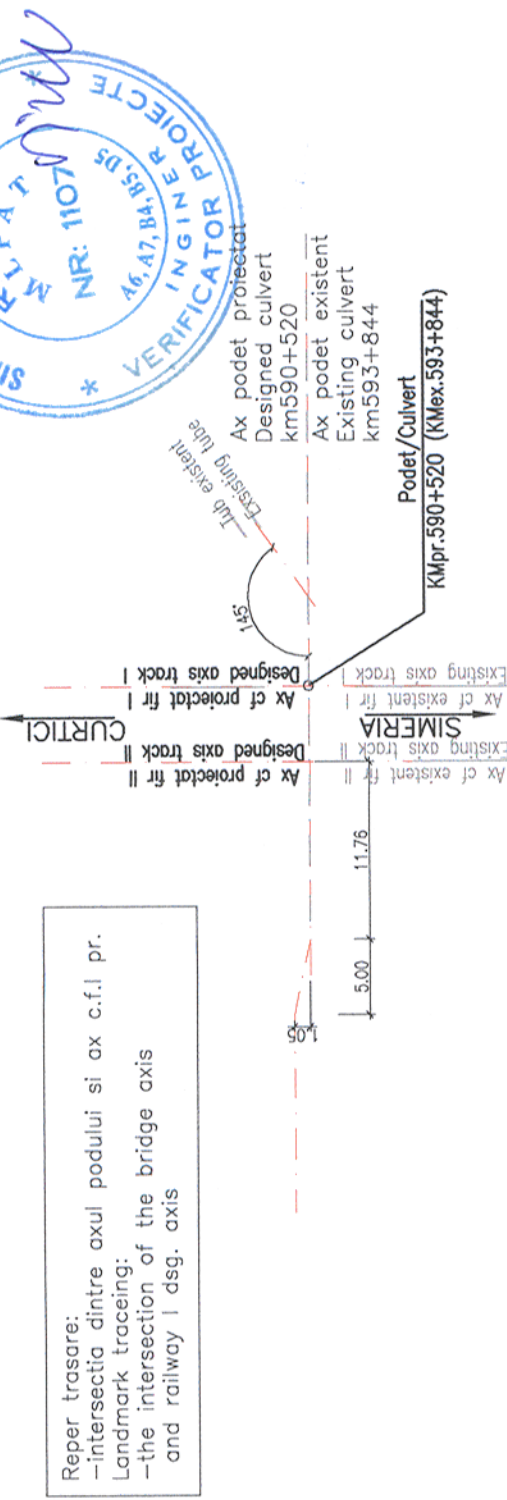 Reper trasare:
-intersectia dintre axul podului si ax c.f.I pr.
Landmark traceing:
-the intersection of the bridge axis
and railway I dsg. axis
CURTICI
SIMERIA
Ax cf proiectat fir II
Designed axis track II
Ax cf existent fir II
Existing axis track II
Ax cf proiectat fir I
Designed axis track I
Ax cf existent fir I
Existing axis track I
1.05
5.00
11.76
145°
Tub existent
Exsisting tube
Ax podet proiectat
Designed culvert
km590+520
Ax podet existent
Existing culvert
km593+844
Podet/Culvert
KMpr.590+520 (KMex.593+844)
MLPAT
NR: 1107
A6, A7, B4, B5, D5
INGINER
* VERIFICATOR PROIECTE *